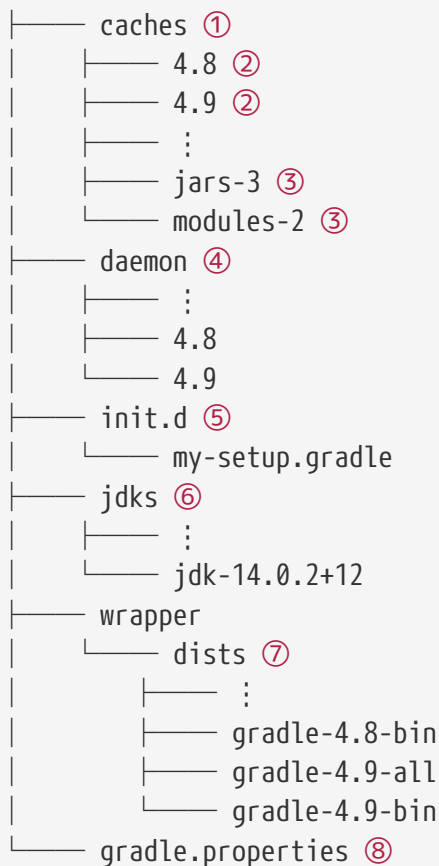 ├── caches ①
│   ├── 4.8 ②
│   ├── 4.9 ②
│   ├── ⋮
│   ├── jars-3 ③
│   └── modules-2 ③
├── daemon ④
│   ├── ⋮
│   ├── 4.8
│   └── 4.9
├── init.d ⑤
│   └── my-setup.gradle
├── jdks ⑥
│   ├── ⋮
│   └── jdk-14.0.2+12
├── wrapper
│   └── dists ⑦
│       ├── ⋮
│       ├── gradle-4.8-bin
│       ├── gradle-4.9-all
│       └── gradle-4.9-bin
└── gradle.properties ⑧